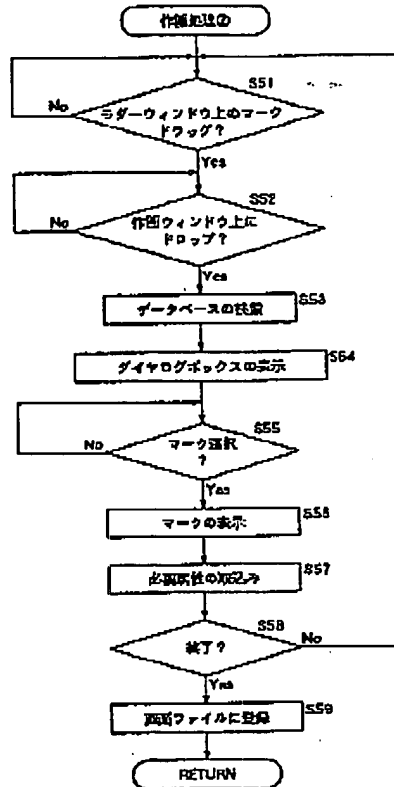 作画処理②
S51
ラダーウィンドウ上のマーク
ドラッグ?
No
Yes
S52
作画ウィンドウ上に
ドロップ?
No
Yes
データベースの検索
S53
ダイヤログボックスの表示
S54
S55
マーク選択
?
No
Yes
マークの表示
S56
必要属性の取込み
S57
S58
終了?
No
Yes
画面ファイルに登録
S59
RETURN